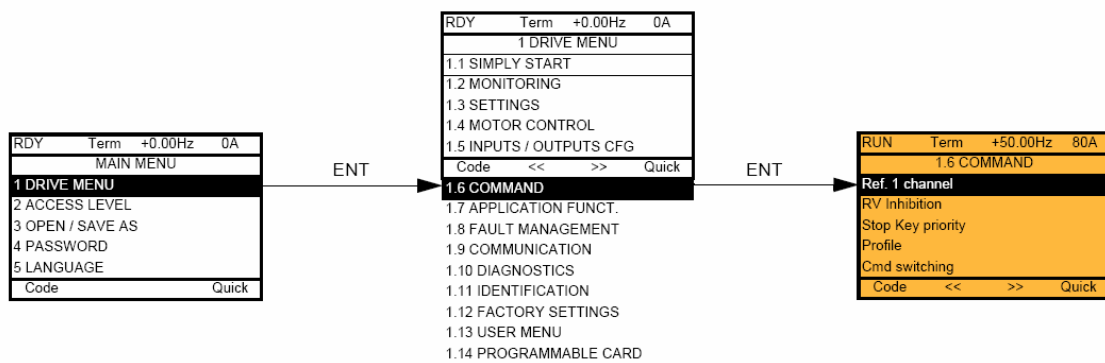 RDY Term +0.00Hz 0A
MAIN MENU
1 DRIVE MENU
2 ACCESS LEVEL
3 OPEN / SAVE AS
4 PASSWORD
5 LANGUAGE
Code Quick
ENT
RDY Term +0.00Hz 0A
1 DRIVE MENU
1.1 SIMPLY START
1.2 MONITORING
1.3 SETTINGS
1.4 MOTOR CONTROL
1.5 INPUTS / OUTPUTS CFG
Code << >> Quick
1.6 COMMAND
1.7 APPLICATION FUNCT.
1.8 FAULT MANAGEMENT
1.9 COMMUNICATION
1.10 DIAGNOSTICS
1.11 IDENTIFICATION
1.12 FACTORY SETTINGS
1.13 USER MENU
1.14 PROGRAMMABLE CARD
ENT
RUN Term +50.00Hz 80A
1.6 COMMAND
Ref. 1 channel
RV Inhibition
Stop Key priority
Profile
Cmd switching
Code << >> Quick